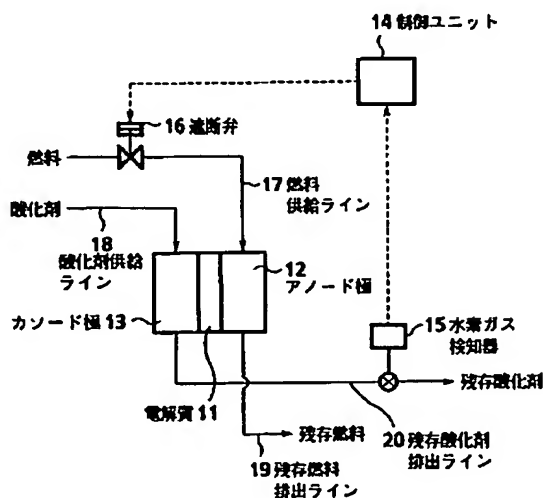 14 制御ユニット
16 遮断弁
燃料
17 燃料
供給ライン
酸化剤
18
酸化剤供給
ライン
12
アノード極
カソード極 13
15 水素ガス
検知器
残存酸化剤
電解質 11
残存燃料
20 残存酸化剤
排出ライン
19 残存燃料
排出ライン